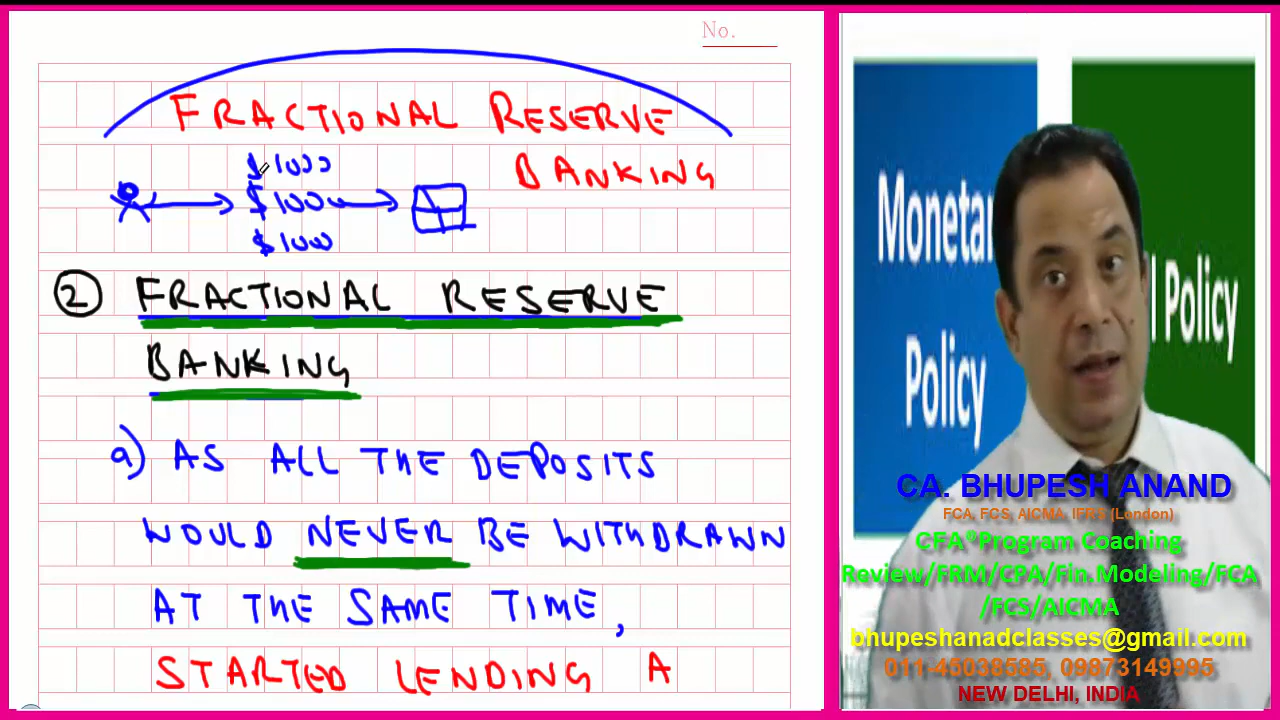 No.
FRACTIONAL RESERVE
BANKING
$1000
$1000
$1000
② FRACTIONAL RESERVE
BANKING
a) AS ALL THE DEPOSITS
WOULD NEVER BE WITHDRAWN
AT THE SAME TIME,
STARTED LENDING A
Monetar
Policy
l Policy
CA. BHUPESH ANAND
FCA, FCS, AICMA, IFRS (London)
CFA®Program Coaching
Review/FRM/CPA/Fin.Modeling/FCA
/FCS/AICMA
bhupeshanadclasses@gmail.com
011-45038585, 09873149995
NEW DELHI, INDIA